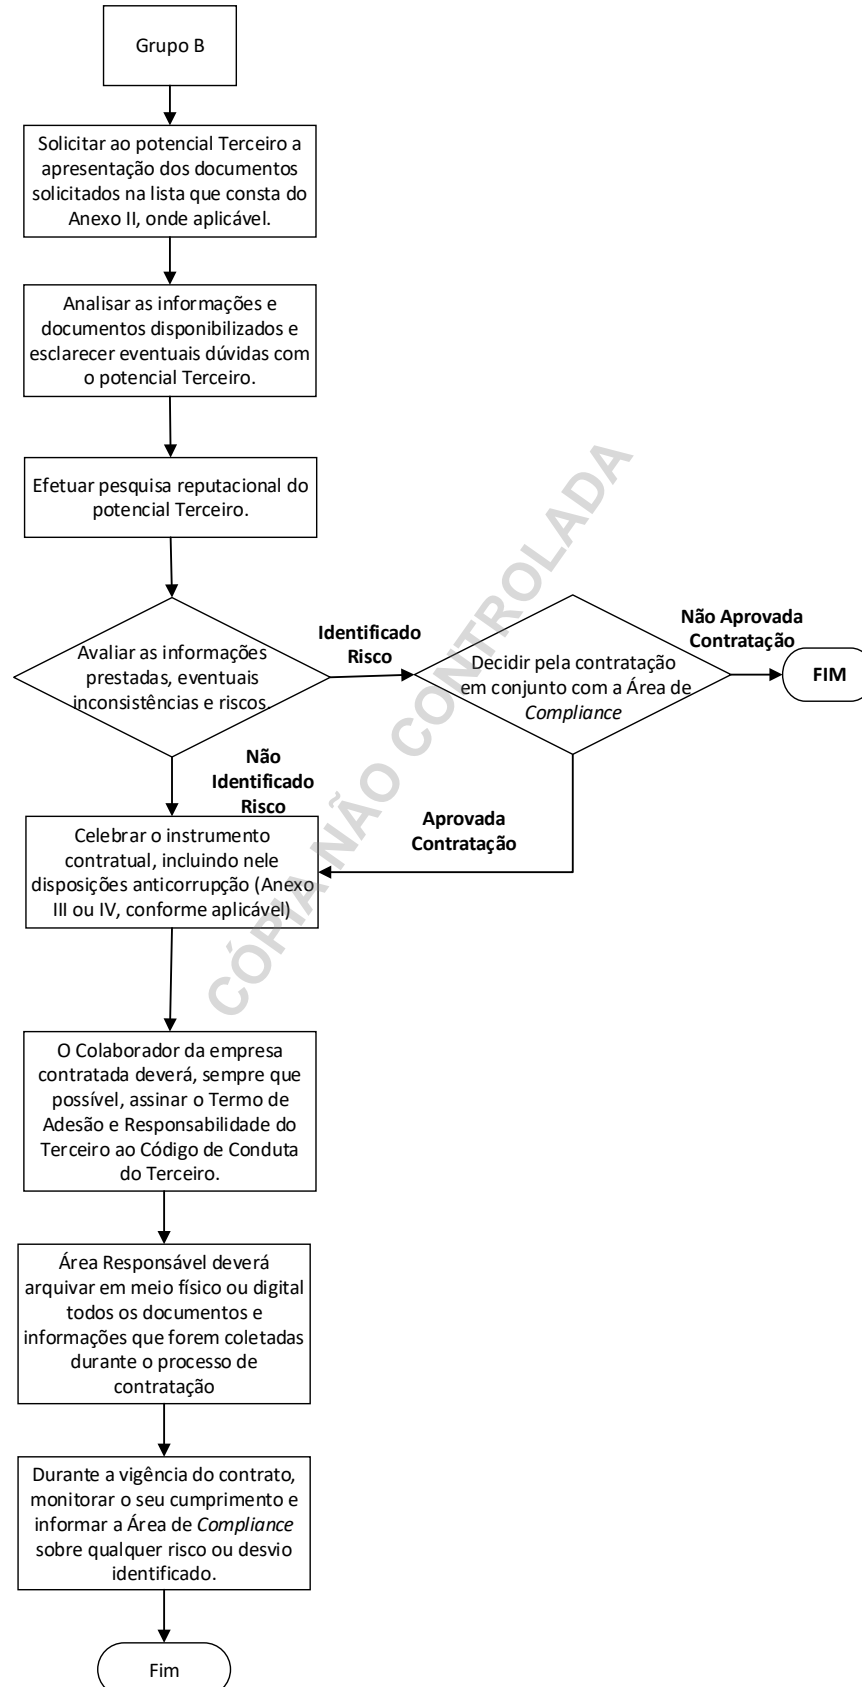 Grupo B
Solicitar ao potencial Terceiro a
apresentação dos documentos
solicitados na lista que consta do
Anexo II, onde aplicável.
Analisar as informações e
documentos disponibilizados e
esclarecer eventuais dúvidas com
o potencial Terceiro.
Efetuar pesquisa reputacional do
potencial Terceiro.
Avaliar as informações
prestadas, eventuais
inconsistências e riscos.
Identificado
Risco
Decidir pela contratação
em conjunto com a Área de
Compliance
Não Aprovada
Contratação
FIM
Não
Identificado
Risco
Aprovada
Contratação
Celebrar o instrumento
contratual, incluindo nele
disposições anticorrupção (Anexo
III ou IV, conforme aplicável)
O Colaborador da empresa
contratada deverá, sempre que
possível, assinar o Termo de
Adesão e Responsabilidade do
Terceiro ao Código de Conduta
do Terceiro.
Área Responsável deverá
arquivar em meio físico ou digital
todos os documentos e
informações que forem coletadas
durante o processo de
contratação
Durante a vigência do contrato,
monitorar o seu cumprimento e
informar a Área de Compliance
sobre qualquer risco ou desvio
identificado.
Fim
CÓPIA NÃO CONTROLADA